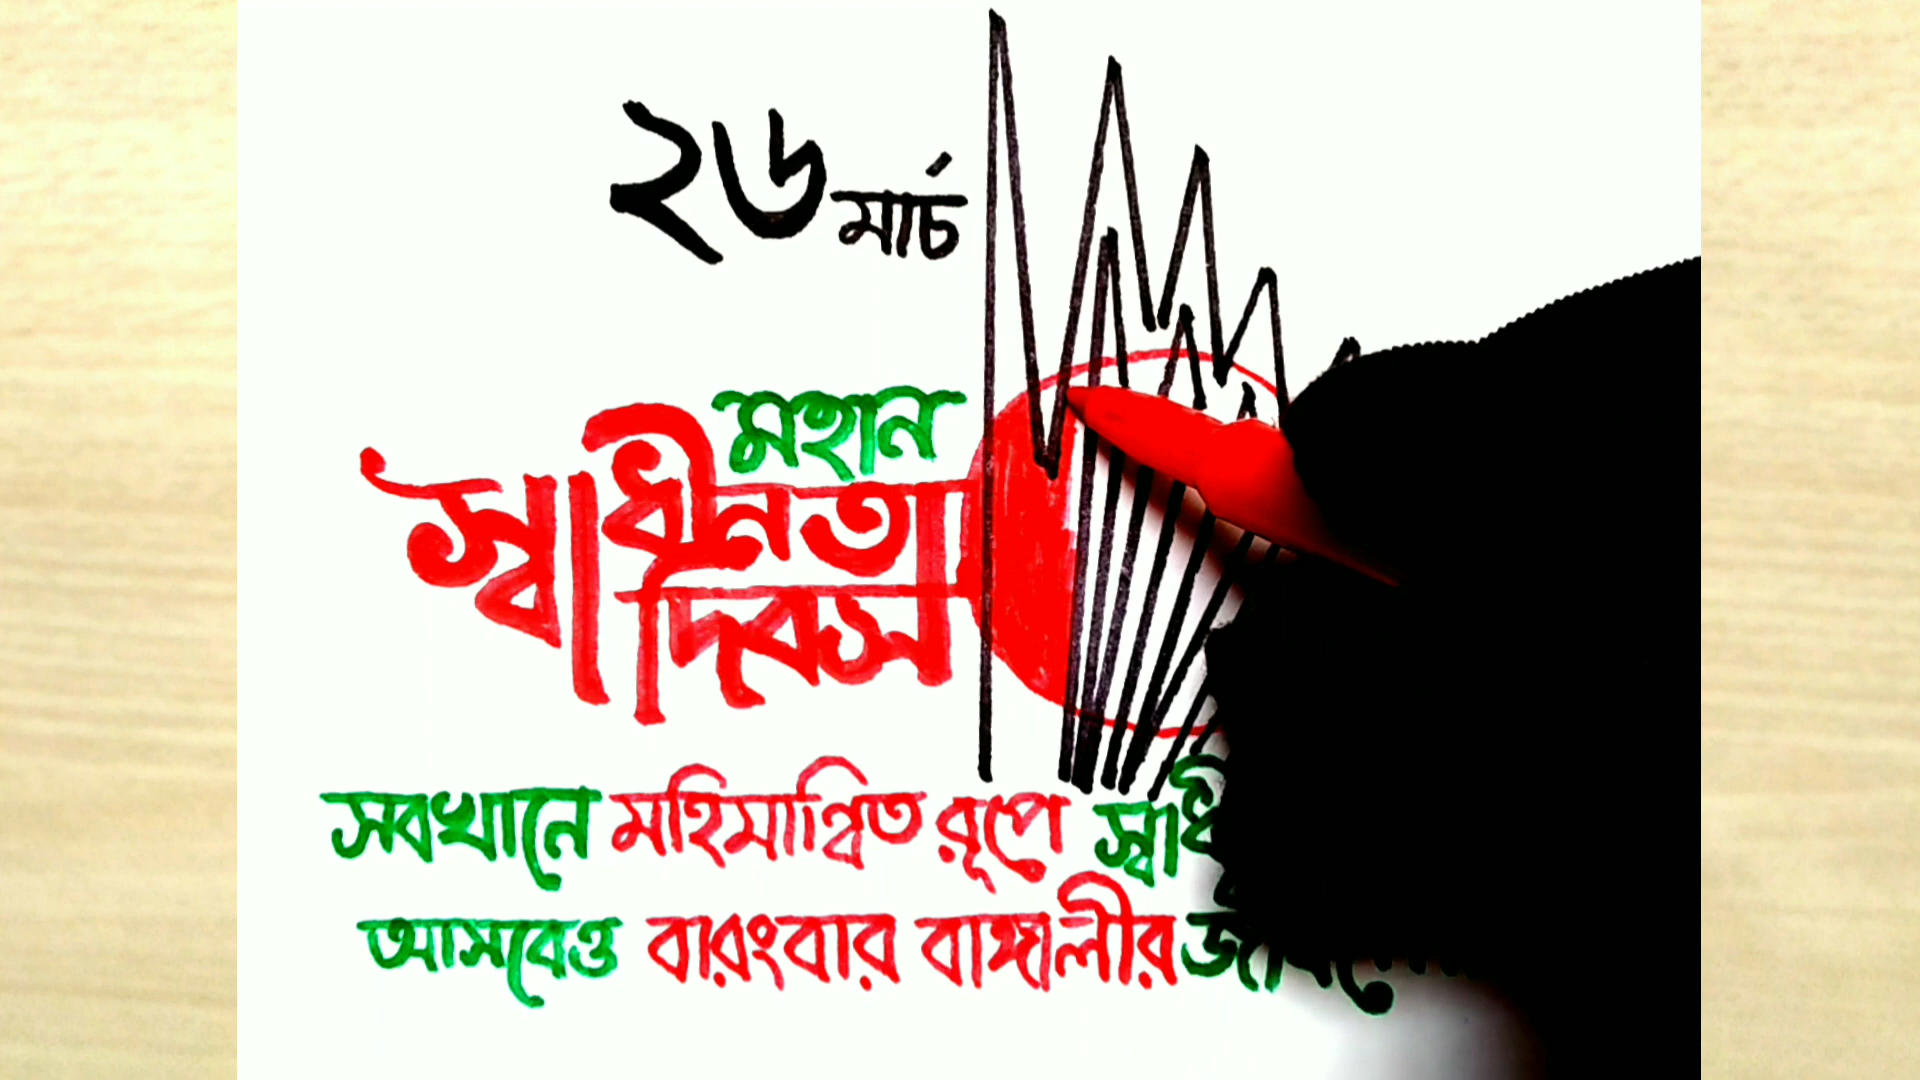 ২৬ মার্চ
মহান
স্বাধীনতা
দিবস
সবখানে মহিমান্বিত রূপে
আসবেও বারংবার বাঙ্গালীর